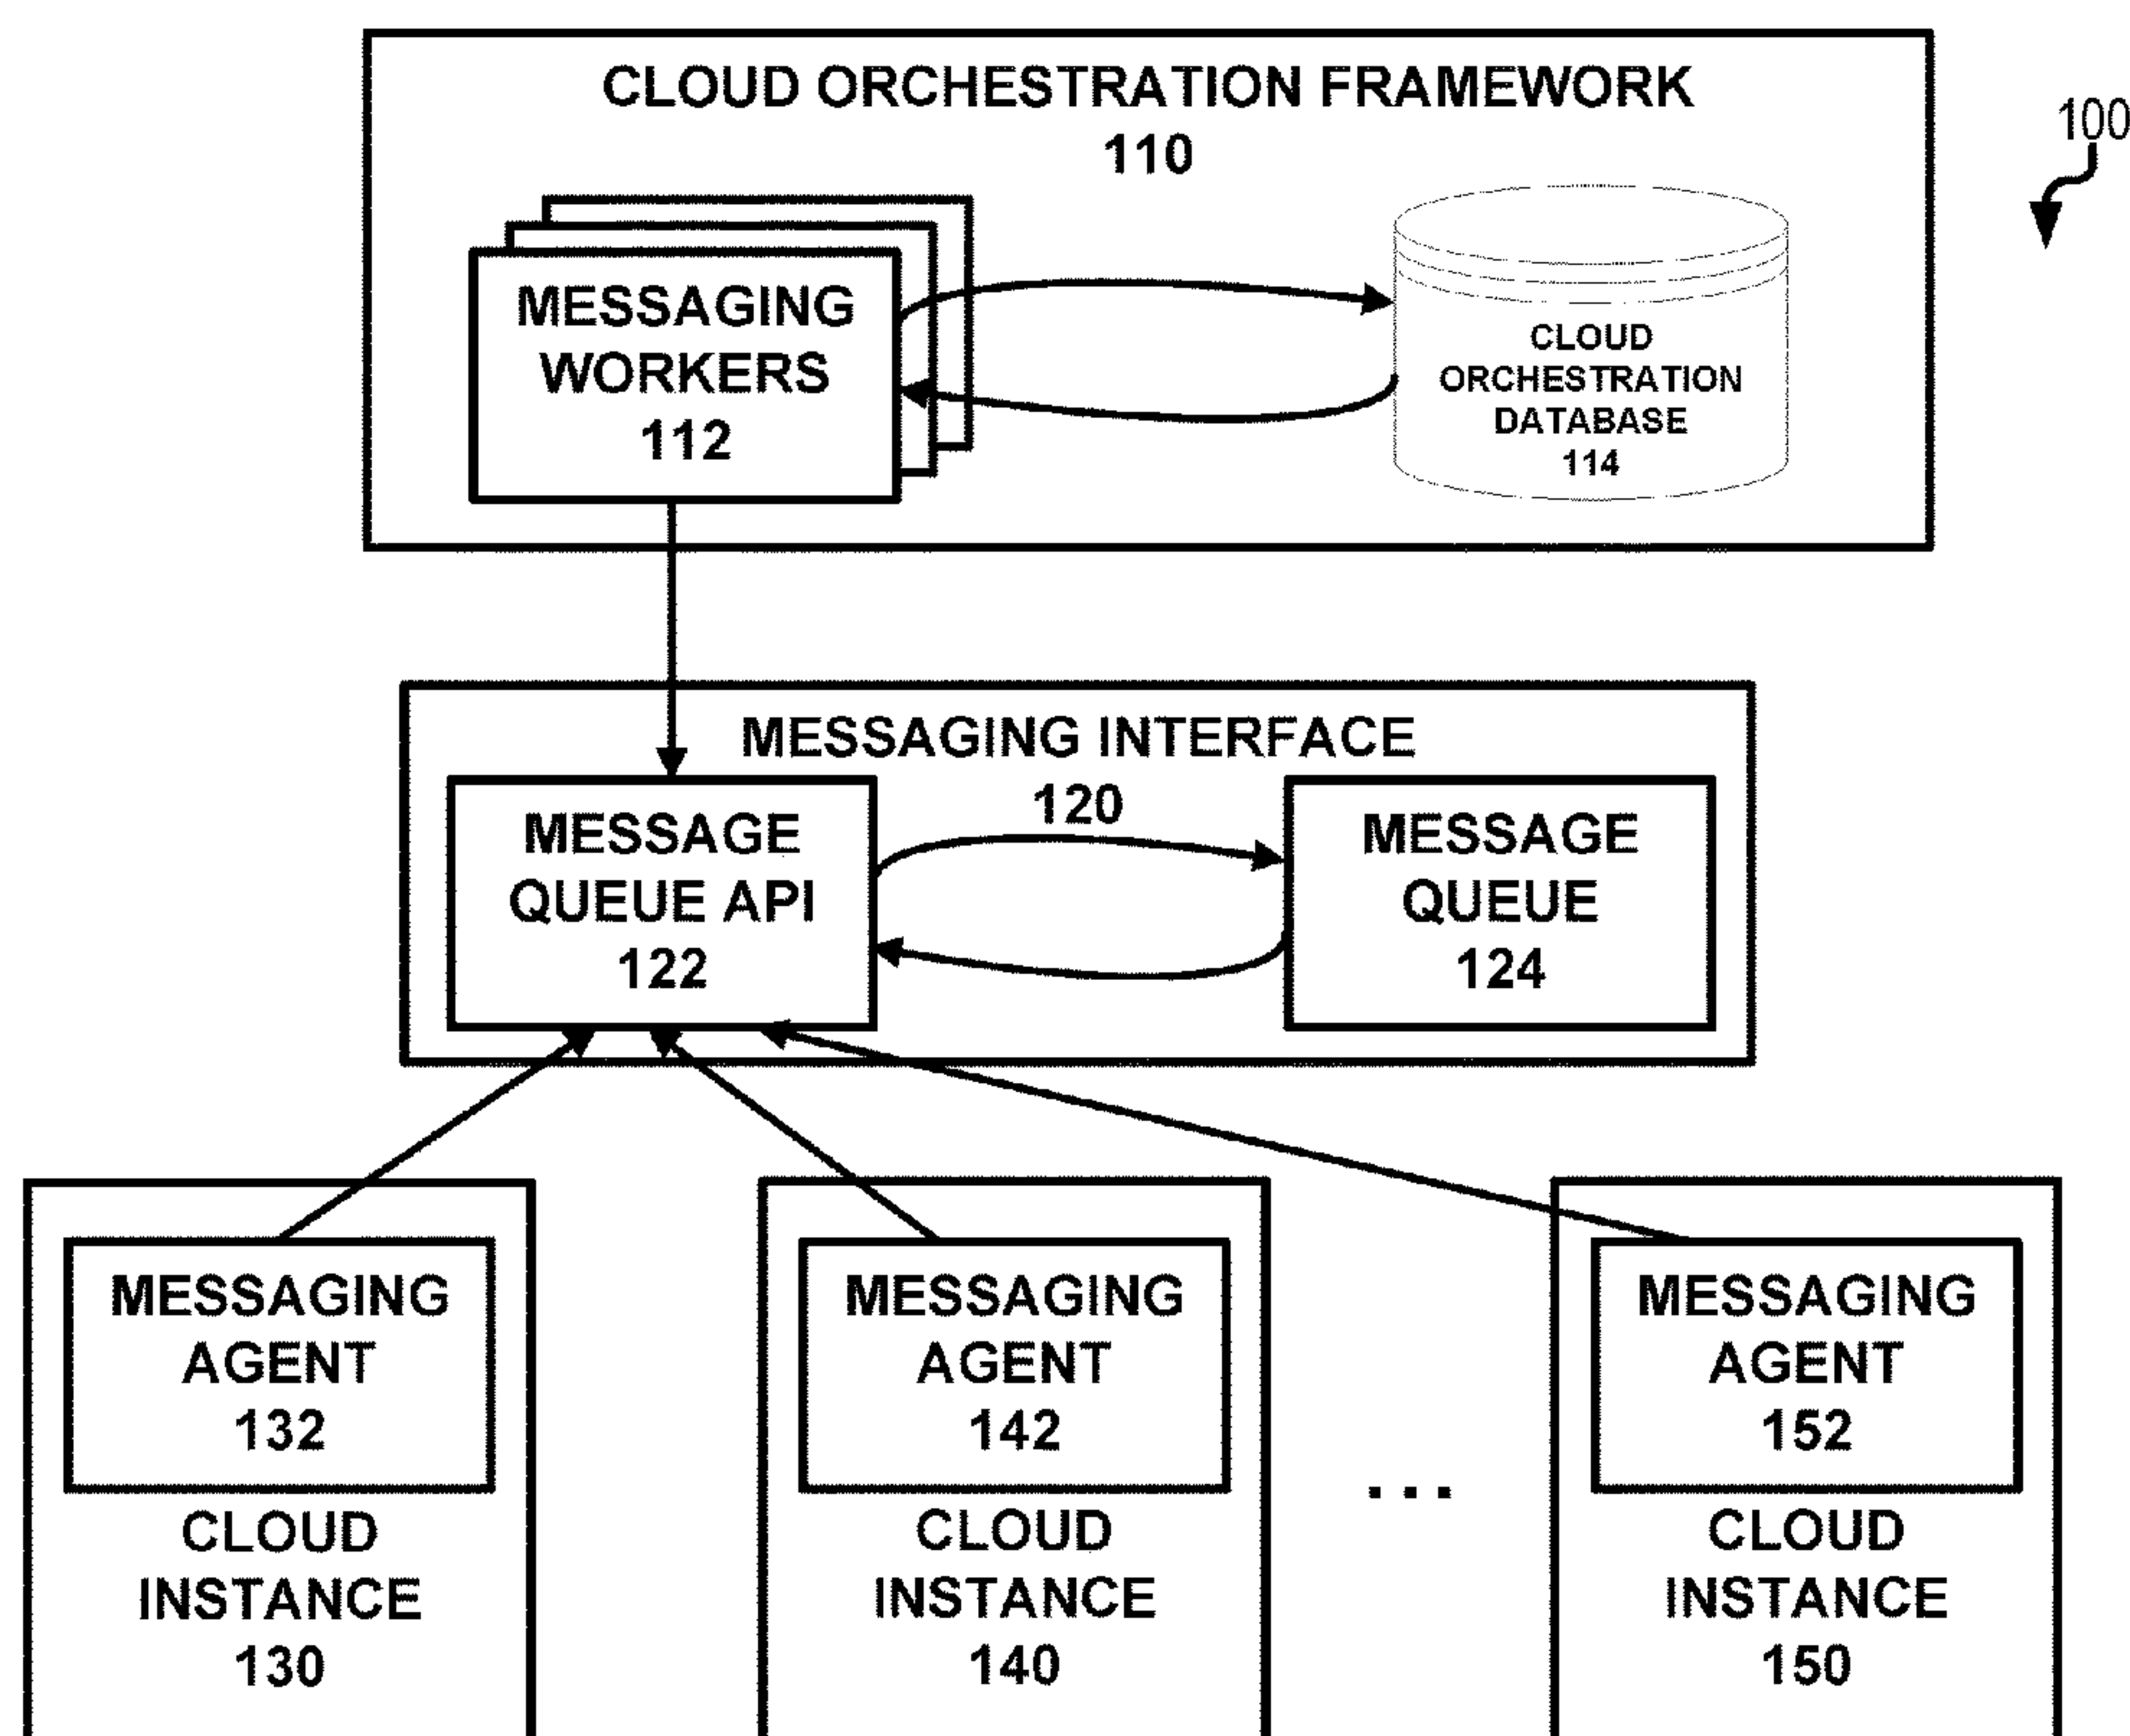 CLOUD ORCHESTRATION FRAMEWORK
110
100
MESSAGING
WORKERS
112
CLOUD
ORCHESTRATION
DATABASE
114
MESSAGING INTERFACE
120
MESSAGE
QUEUE API
122
MESSAGE
QUEUE
124
MESSAGING
AGENT
132
CLOUD
INSTANCE
130
MESSAGING
AGENT
142
CLOUD
INSTANCE
140
...
MESSAGING
AGENT
152
CLOUD
INSTANCE
150